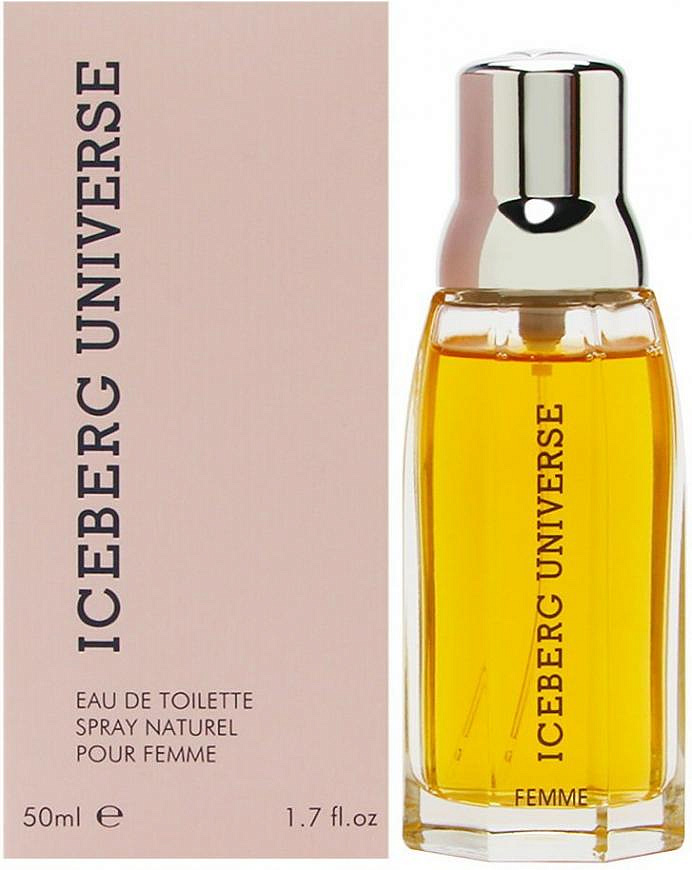 ICEBERG UNIVERSE
EAU DE TOILETTE
SPRAY NATUREL
POUR FEMME
50ml ℮
1.7 fl.oz
ICEBERG UNIVERSE
FEMME